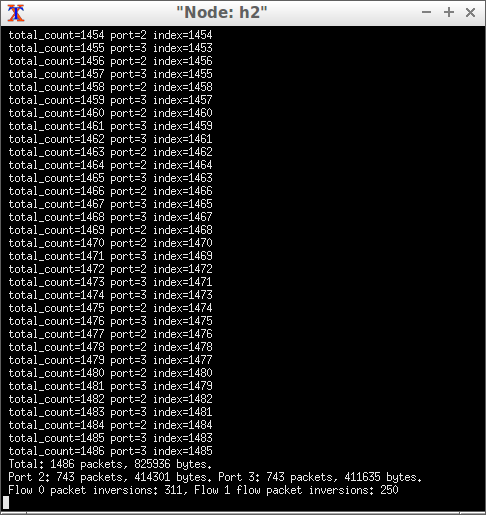 "Node: h2"
total_count=1454 port=2 index=1454
total_count=1455 port=3 index=1453
total_count=1456 port=2 index=1456
total_count=1457 port=3 index=1455
total_count=1458 port=2 index=1458
total_count=1459 port=3 index=1457
total_count=1460 port=2 index=1460
total_count=1461 port=3 index=1459
total_count=1462 port=3 index=1461
total_count=1463 port=2 index=1462
total_count=1464 port=2 index=1464
total_count=1465 port=3 index=1463
total_count=1466 port=2 index=1466
total_count=1467 port=3 index=1465
total_count=1468 port=3 index=1467
total_count=1469 port=2 index=1468
total_count=1470 port=2 index=1470
total_count=1471 port=3 index=1469
total_count=1472 port=2 index=1472
total_count=1473 port=3 index=1471
total_count=1474 port=3 index=1473
total_count=1475 port=2 index=1474
total_count=1476 port=3 index=1475
total_count=1477 port=2 index=1476
total_count=1478 port=2 index=1478
total_count=1479 port=3 index=1477
total_count=1480 port=2 index=1480
total_count=1481 port=3 index=1479
total_count=1482 port=2 index=1482
total_count=1483 port=3 index=1481
total_count=1484 port=2 index=1484
total_count=1485 port=3 index=1483
total_count=1486 port=3 index=1485
Total: 1486 packets, 825936 bytes.
Port 2: 743 packets, 414301 bytes. Port 3: 743 packets, 411635 bytes.
Flow 0 packet inversions: 311, Flow 1 flow packet inversions: 250